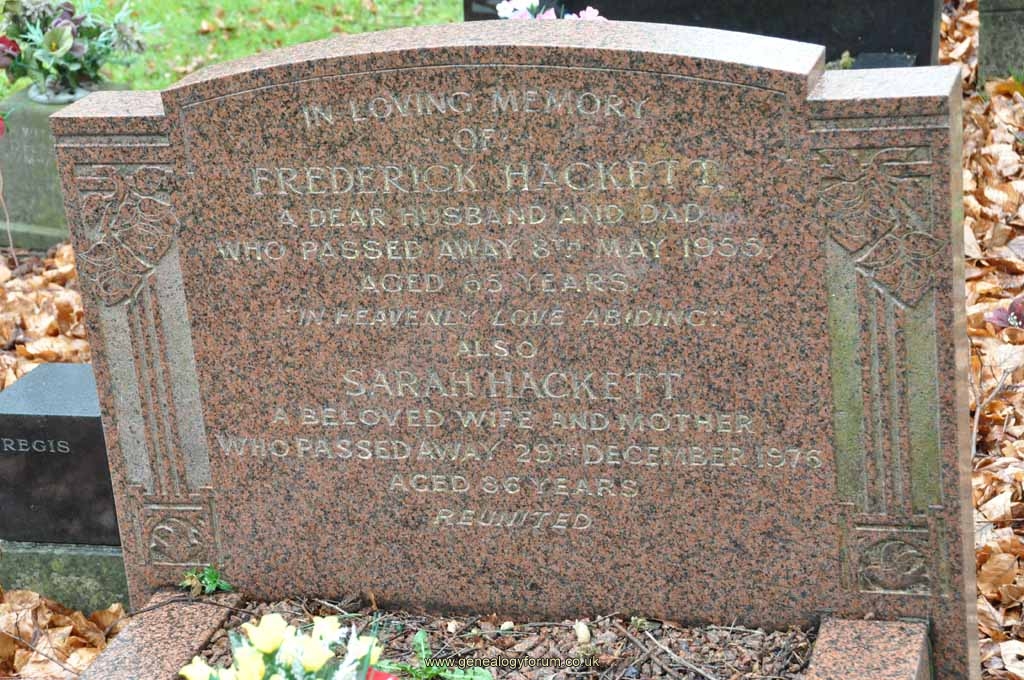 IN LOVING MEMORY
OF
FREDERICK HACKETT.
A DEAR HUSBAND AND DAD
WHO PASSED AWAY 8TH MAY 1955,
AGED 65 YEARS.
"IN HEAVENLY LOVE ABIDING."
ALSO
SARAH HACKETT
A BELOVED WIFE AND MOTHER
WHO PASSED AWAY 29TH DECEMBER 1976
AGED 86 YEARS
REUNITED
REGIS
www.genealogyforum.co.uk